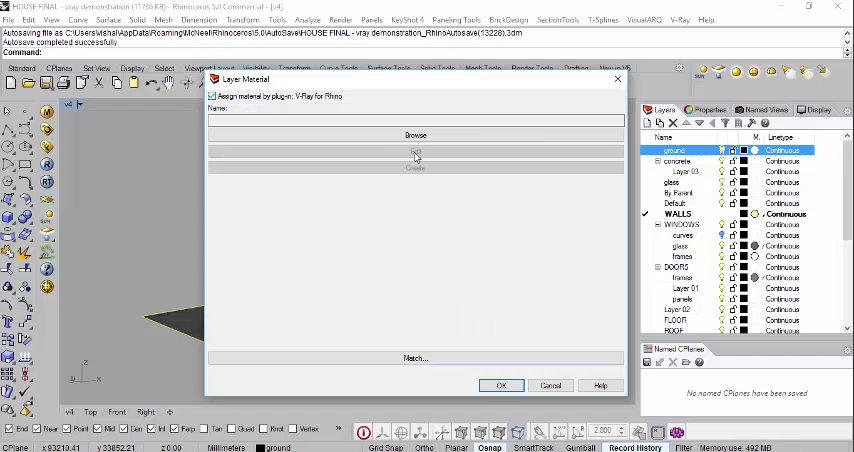 HOUSE FINAL - vray demonstration (11736 KB) - Rhinoceros 5.0 Commercial - [v4]
File Edit View Curve Surface Solid Mesh Dimension Transform Tools Analyze Render Panels KeyShot 4 Paneling Tools BrickDesign SectionTools T-Splines VisualARQ V-Ray Help
Autosaving file as C:\Users\vishal\AppData\Roaming\McNeel\Rhinoceros\5.0\AutoSave\HOUSE FINAL - vray demonstration_RhinoAutosave(13228).3dm
Autosave completed successfully
Command:
Standard CPlanes Set View Display Select
v4
Layer Material
Assign material by plug-in: V-Ray for Rhino
Name:
Browse
Edit
Create
Match...
OK Cancel Help
Layers Properties Named Views Display
Name M. Linetype
ground Continuous
concrete Continuous
Layer 03 Continuous
glass Continuous
By Parent Continuous
Default Continuous
WALLS Continuous
WINDOWS Continuous
curves Continuous
glass Continuous
frames Continuous
DOORS Continuous
frames Continuous
Layer 01 Continuous
panels Continuous
Layer 02 Continuous
FLOOR Continuous
ROOF Continuous
Named CPlanes
No named CPlanes have been saved
z
x
v4 Top Front Right
End Near Point Mid Cen Int Perp Tan Quad Knot Vertex
2.000
CPlane x 93210.41 y 33852.21 z 0.00 Millimeters ground Grid Snap Ortho Planar Osnap SmartTrack Gumball Record History Filter Memory use: 492 MB